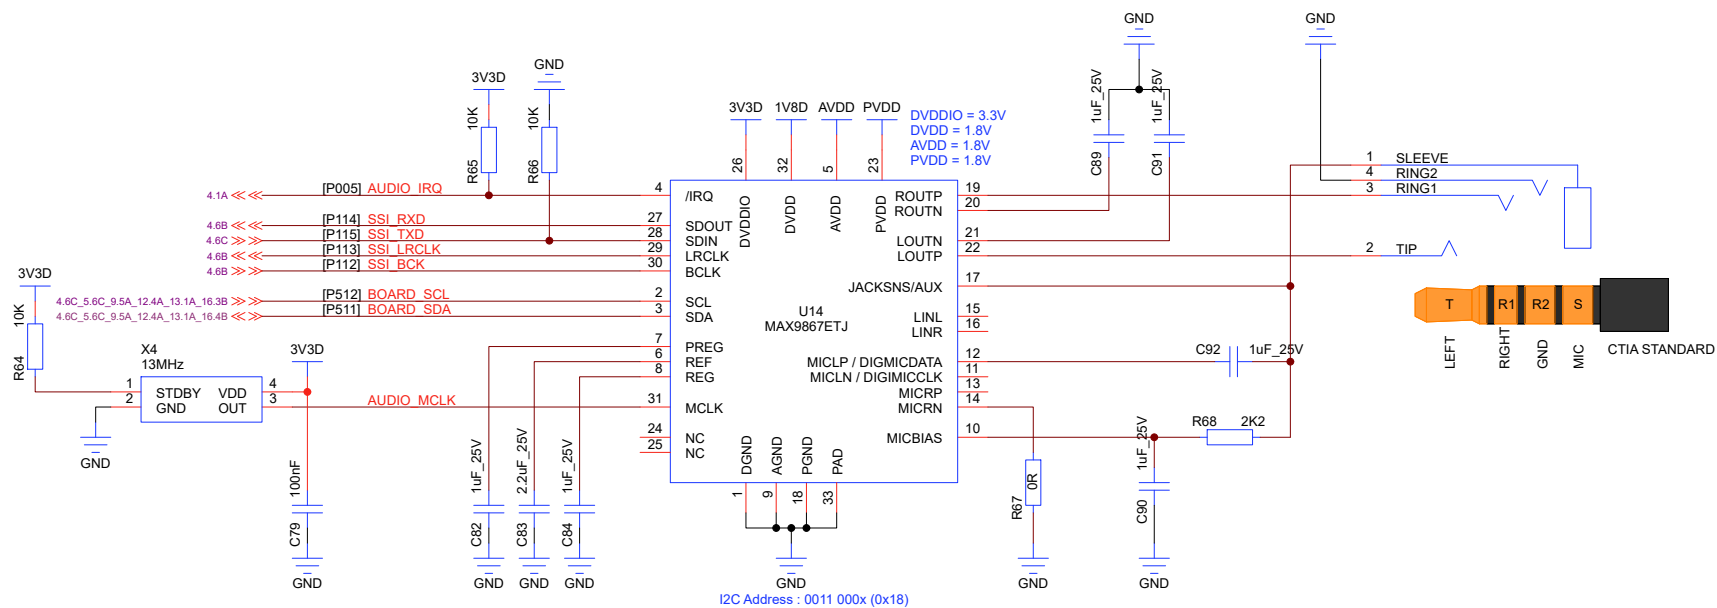 GND
GND
GND
3V3D
10K
R65
10K
R66
1uF_25V
C89
1uF_25V
C91
3V3D 1V8D AVDD PVDD
DVDDIO = 3.3V
DVDD = 1.8V
AVDD = 1.8V
PVDD = 1.8V
26
32
5
23
DVDDIO
DVDD
AVDD
PVDD
4.1A [P005] AUDIO_IRQ 4 /IRQ
4.6B [P114] SSI_RXD 27 SDOUT
4.6C [P115] SSI_TXD 28 SDIN
4.6B [P113] SSI_LRCLK 29 LRCLK
4.6B [P112] SSI_BCK 30 BCLK
4.6C_5.6C_9.5A_12.4A_13.1A_16.3B [P512] BOARD_SCL 2 SCL
4.6C_5.6C_9.5A_12.4A_13.1A_16.4B [P511] BOARD_SDA 3 SDA
7 PREG
6 REF
8 REG
AUDIO_MCLK 31 MCLK
24 NC
25 NC
U14
MAX9867ETJ
ROUTP 19
ROUTN 20
LOUTN 21
LOUTP 22
JACKSNS/AUX 17
LINL 15
LINR 16
MICLP / DIGMICDATA 12
MICLN / DIGIMICCLK 11
MICRP 13
MICRN 14
MICBIAS 10
DGND
AGND
PGND
PAD
1
9
18
33
GND
I2C Address : 0011 000x (0x18)
3V3D
10K
R64
X4
13MHz
1 STDBY VDD 4
2 GND OUT 3
3V3D
GND
100nF
C79
GND
1uF_25V
C82
GND
2.2uF_25V
C83
GND
1uF_25V
C84
GND
C92 1uF_25V
R68 2K2
0R
R67
GND
1uF_25V
C90
GND
1 SLEEVE
4 RING2
3 RING1
2 TIP
T R1 R2 S
LEFT
RIGHT
GND
MIC
CTIA STANDARD